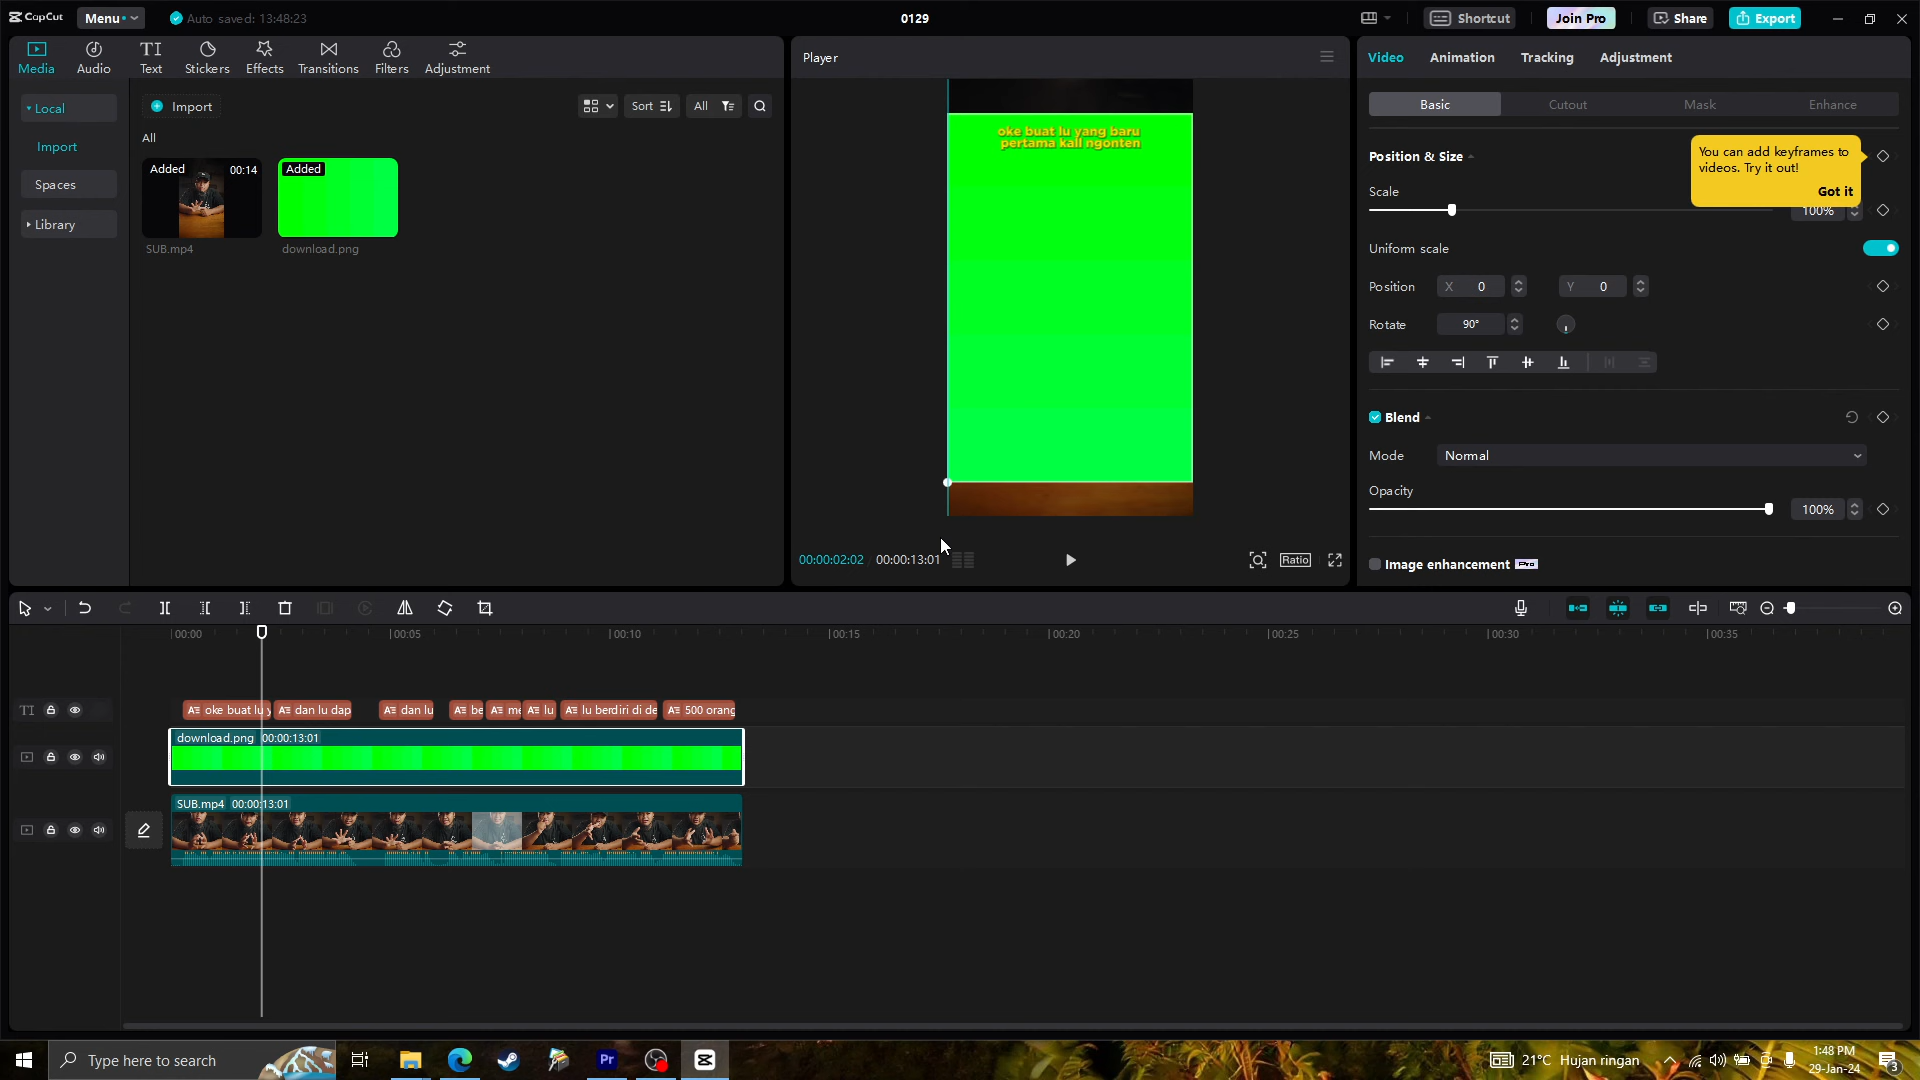 CapCut
Menu
Auto saved: 13:48:23
0129
Shortcut
Join Pro
Share
Export
Media
Audio
TI
Text
Stickers
Effects
Transitions
Filters
Adjustment
Player
Video
Animation
Tracking
Adjustment
Local
Import
Spaces
Library
Import
Sort
All
All
Added
00:14
SUB.mp4
Added
download.png
oke buat lu yang baru
pertama kali ngonten
00:00:02:02
00:00:13:01
Ratio
Basic
Cutout
Mask
Enhance
Position & Size
You can add keyframes to
videos. Try it out!
Got it
Scale
100%
Uniform scale
Position
X 0
Y 0
Rotate
90°
Blend
Mode
Normal
Opacity
100%
Image enhancement
Pro
00:00
00:05
00:10
00:15
00:20
00:25
00:30
00:35
TI
oke buat lu y
dan lu dap
dan lu
be
me
lu
lu berdiri di de
500 orang
download.png 00:00:13:01
SUB.mp4 00:00:13:01
Type here to search
Pr
21°C Hujan ringan
1:48 PM
29-Jan-24
3